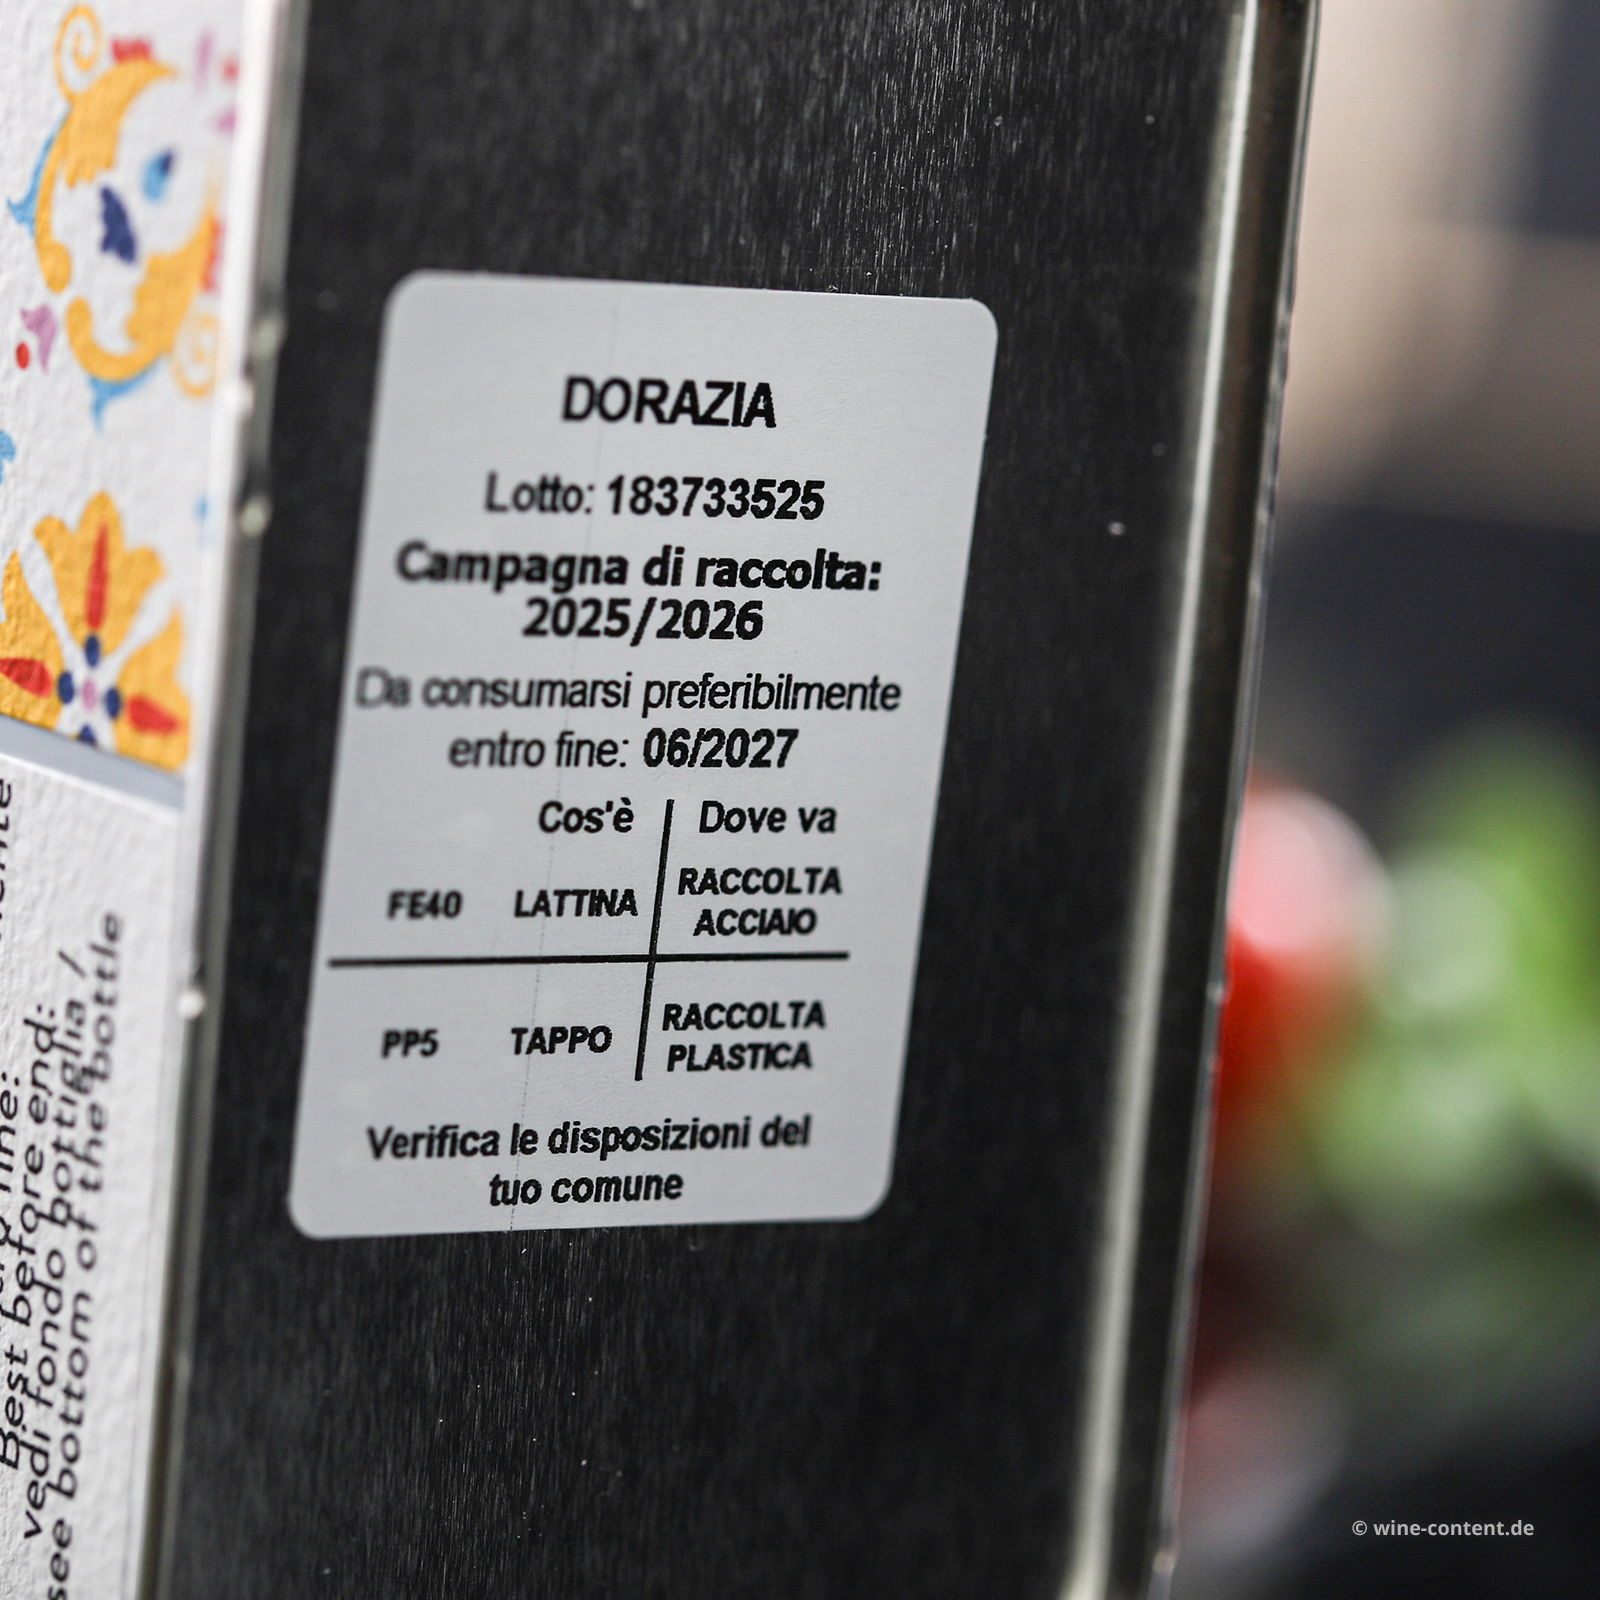 DORAZIA
Lotto: 183733525
Campagna di raccolta:
2025/2026
Da consumarsi preferibilmente
entro fine: 06/2027
Cos'è Dove va
FE40 LATTINA RACCOLTA
ACCIAIO
PP5 TAPPO RACCOLTA
PLASTICA
Verifica le disposizioni del
tuo comune
fine:
Best before end:
vedi fondo bottiglia /
see bottom of the bottle
© wine-content.de